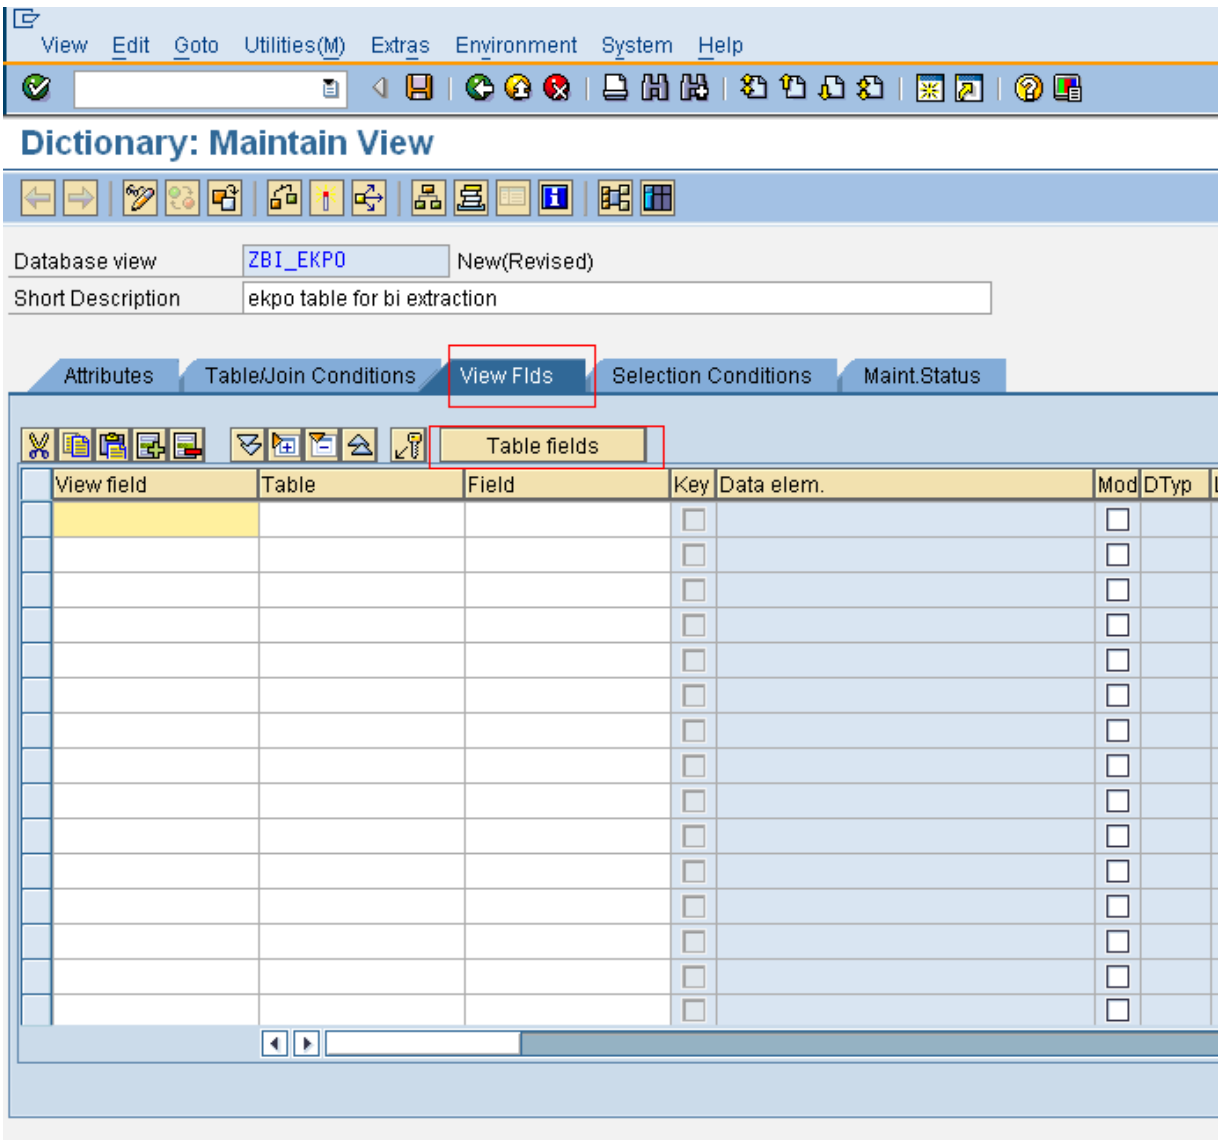 View Edit Goto Utilities(M) Extras Environment System Help
Dictionary: Maintain View
Database view ZBI_EKPO New(Revised)
Short Description ekpo table for bi extraction
Attributes Table/Join Conditions View Flds Selection Conditions Maint.Status
Table fields
View field Table Field Key Data elem. Mod DTyp